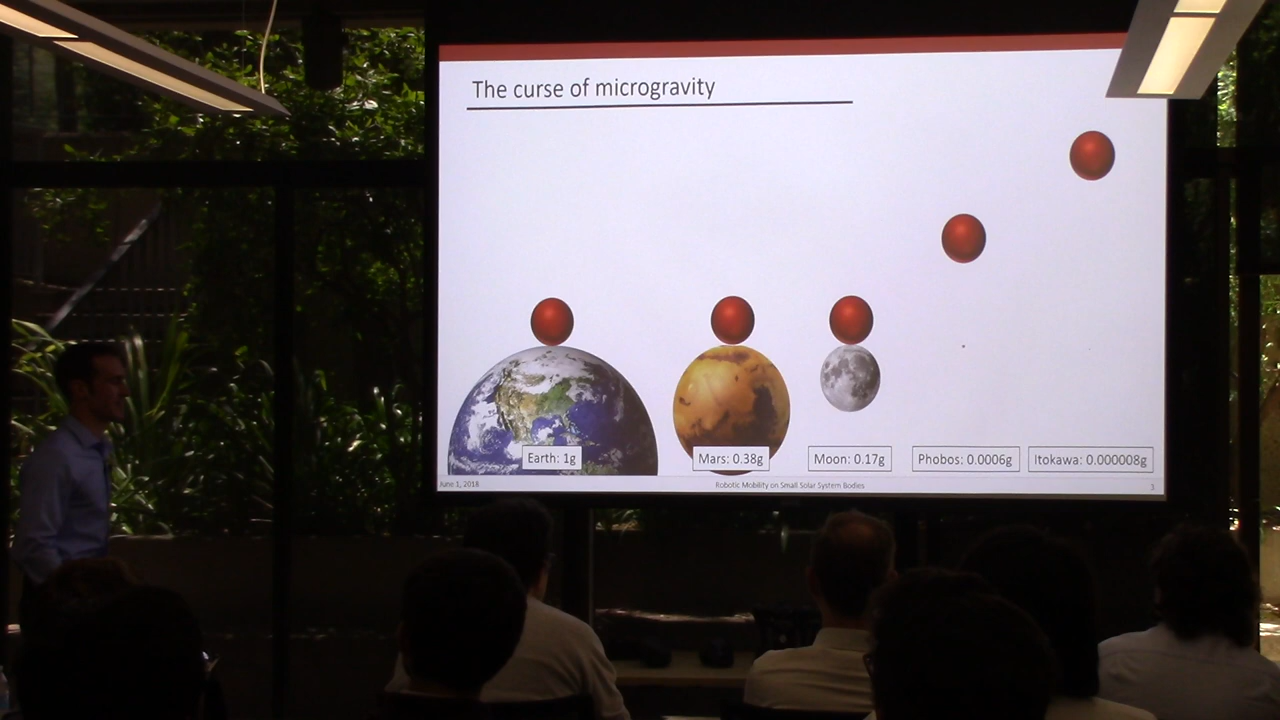 The curse of microgravity
Earth: 1g
Mars: 0.38g
Moon: 0.17g
Phobos: 0.0006g
Itokawa: 0.000008g
June 1, 2018
Robotic Mobility on Small Solar System Bodies
3